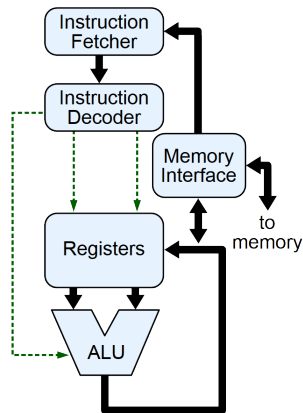 Instruction
Fetcher
Instruction
Decoder
Memory
Interface
to
memory
Registers
ALU